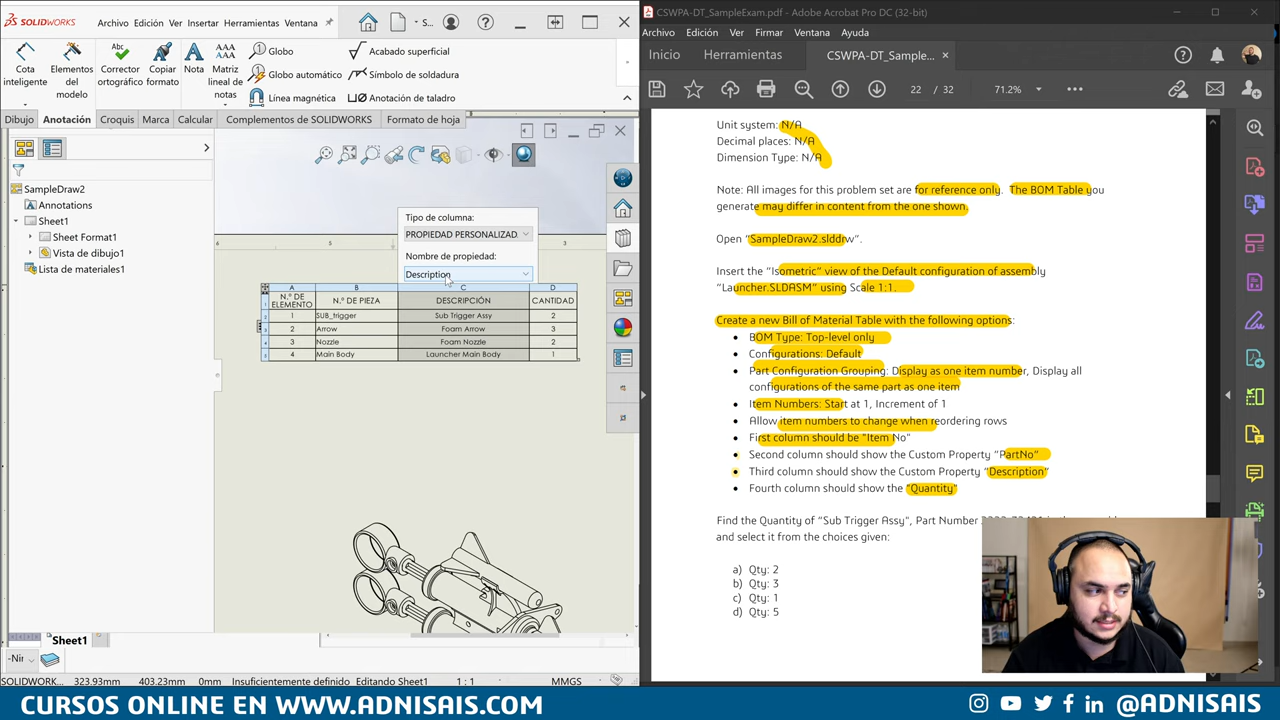 SOLIDWORKS
Archivo Edición Ver Insertar Herramientas Ventana
S...
Cota inteligente
Elementos del modelo
Corrector ortográfico
Copiar formato
Nota
Matriz lineal de notas
Globo
Globo automático
Línea magnética
Acabado superficial
Símbolo de soldadura
Anotación de taladro
Dibujo Anotación Croquis Marca Calcular Complementos de SOLIDWORKS Formato de hoja
SampleDraw2
Annotations
Sheet1
Sheet Format1
Vista de dibujo1
Lista de materiales1
Tipo de columna:
PROPIEDAD PERSONALIZAD.
Nombre de propiedad:
Description
6 5 3
A B C D
1 N.º DE ELEMENTO N.º DE PIEZA DESCRIPCIÓN CANTIDAD
2 1 SUB_trigger Sub Trigger Assy 2
3 2 Arrow Foam Arrow 3
4 3 Nozzle Foam Nozzle 2
5 4 Main Body Launcher Main Body 1
Sheet1
-Nir
SOLIDWORK... 323.93mm 403.23mm 0mm Insuficientemente definido Editando Sheet1 1 : 1 MMGS
CSWPA-DT_SampleExam.pdf - Adobe Acrobat Pro DC (32-bit)
Archivo Edición Ver Firmar Ventana Ayuda
Inicio Herramientas CSWPA-DT_Sample... ×
22 / 32 71.2%
Unit system: N/A
Decimal places: N/A
Dimension Type: N/A
Note: All images for this problem set are for reference only. The BOM Table you
generate may differ in content from the one shown.
Open "SampleDraw2.slddrw".
Insert the "Isometric" view of the Default configuration of assembly
"Launcher.SLDASM" using Scale 1:1.
Create a new Bill of Material Table with the following options:
• BOM Type: Top-level only
• Configurations: Default
• Part Configuration Grouping: Display as one item number, Display all
configurations of the same part as one item
• Item Numbers: Start at 1, Increment of 1
• Allow item numbers to change when reordering rows
• First column should be "Item No"
• Second column should show the Custom Property "PartNo"
• Third column should show the Custom Property "Description"
• Fourth column should show the "Quantity"
Find the Quantity of "Sub Trigger Assy", Part Number
and select it from the choices given:
a) Qty: 2
b) Qty: 3
c) Qty: 1
d) Qty: 5
CURSOS ONLINE EN WWW.ADNISAIS.COM
@ADNISAIS